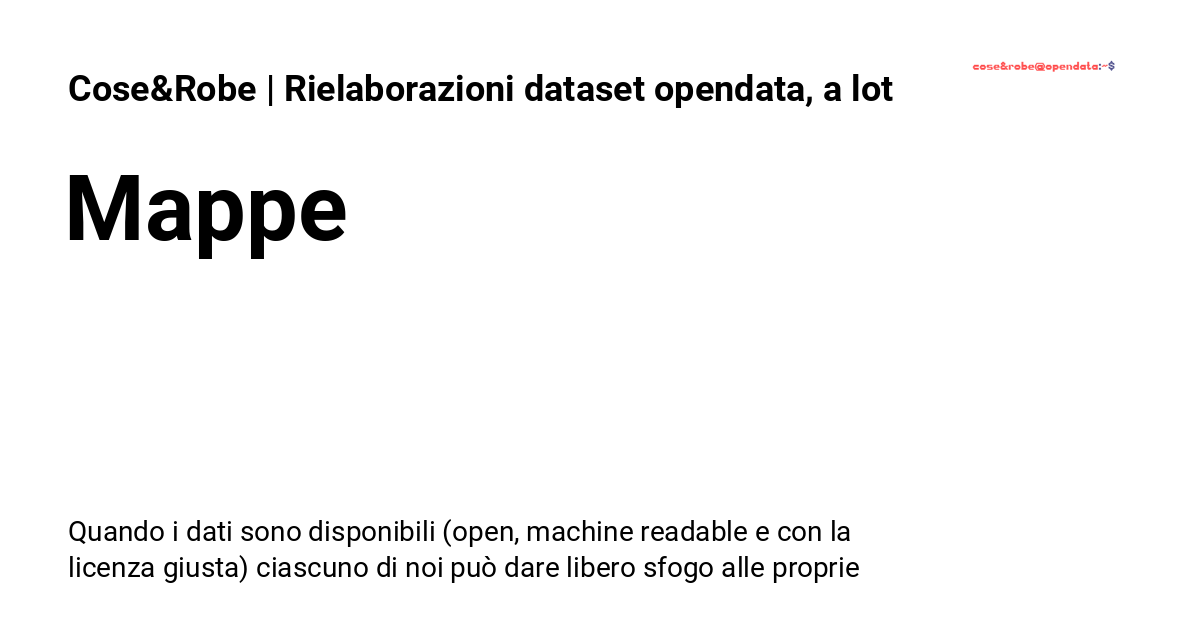 Cose&Robe | Rielaborazioni dataset opendata, a lot
cose&robe@opendata:~$
Mappe
Quando i dati sono disponibili (open, machine readable e con la
licenza giusta) ciascuno di noi può dare libero sfogo alle proprie